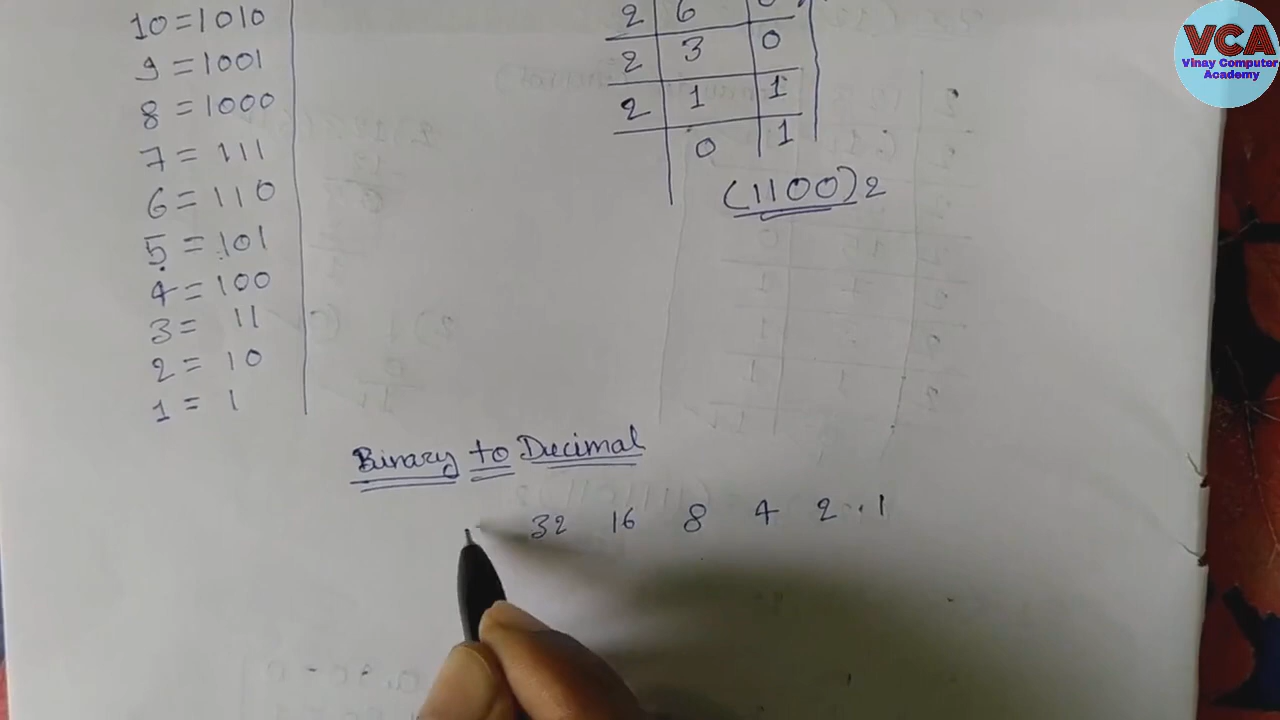 10 = 1010
9 = 1001
8 = 1000
7 = 111
6 = 110
5 = 101
4 = 100
3 = 11
2 = 10
1 = 1
2 6
2 3 0
2 1 1
0 1
(1100)2
Binary to Decimal
32 16 8 4 2 1
VCA
Vinay Computer
Academy